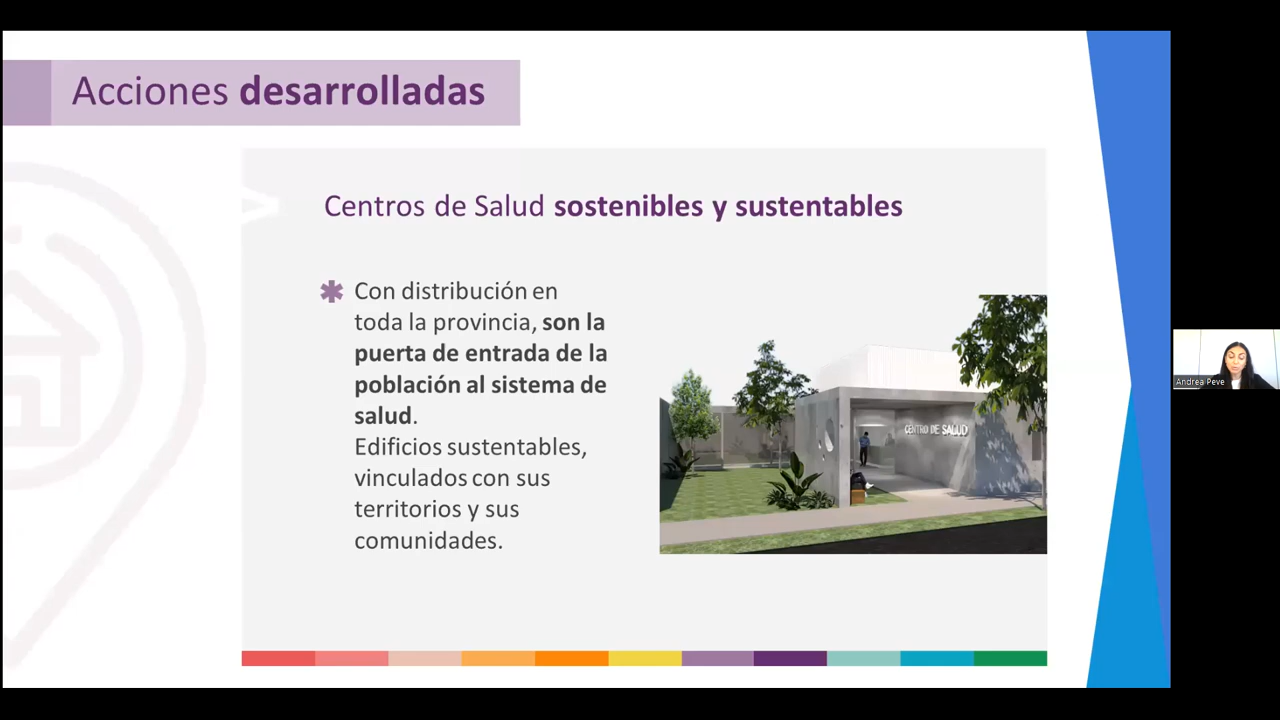 Acciones desarrolladas
Centros de Salud sostenibles y sustentables
Con distribución en
toda la provincia, son la
puerta de entrada de la
población al sistema de
salud.
Edificios sustentables,
vinculados con sus
territorios y sus
comunidades.
CENTRO DE SALUD
Andrea Peve